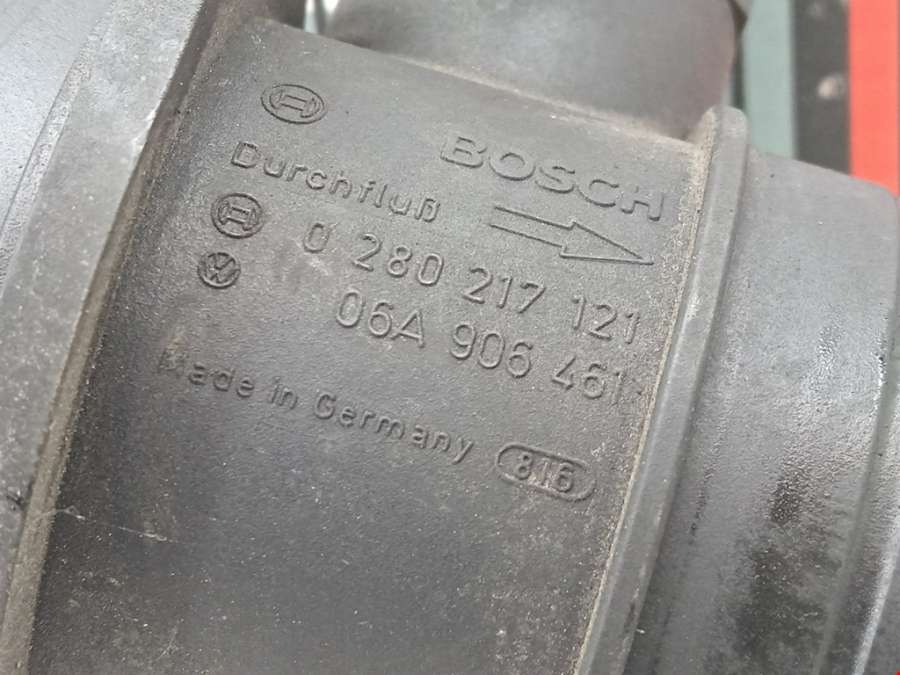 BOSCH
Durchfluß
0 280 217 121
06A 906 461
Made in Germany 816